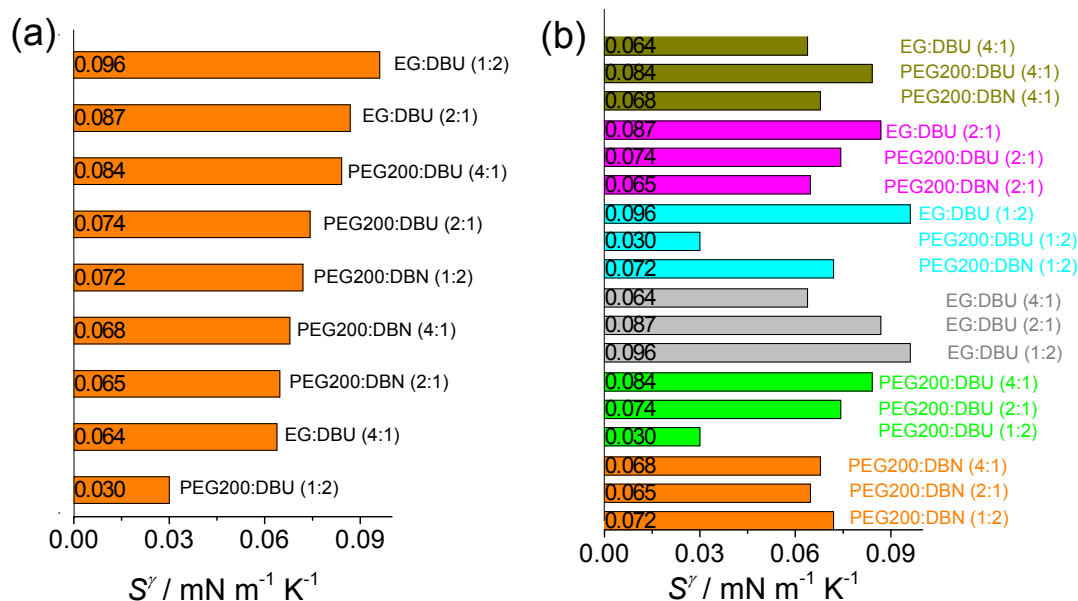 (a)
0.096 EG:DBU (1:2)
0.087 EG:DBU (2:1)
0.084 PEG200:DBU (4:1)
0.074 PEG200:DBU (2:1)
0.072 PEG200:DBN (1:2)
0.068 PEG200:DBN (4:1)
0.065 PEG200:DBN (2:1)
0.064 EG:DBU (4:1)
0.030 PEG200:DBU (1:2)
0.00 0.03 0.06 0.09
Sᵞ / mN m⁻¹ K⁻¹
(b)
0.064 EG:DBU (4:1)
0.084 PEG200:DBU (4:1)
0.068 PEG200:DBN (4:1)
0.087 EG:DBU (2:1)
0.074 PEG200:DBU (2:1)
0.065 PEG200:DBN (2:1)
0.096 EG:DBU (1:2)
0.030 PEG200:DBU (1:2)
0.072 PEG200:DBN (1:2)
0.064 EG:DBU (4:1)
0.087 EG:DBU (2:1)
0.096 EG:DBU (1:2)
0.084 PEG200:DBU (4:1)
0.074 PEG200:DBU (2:1)
0.030 PEG200:DBU (1:2)
0.068 PEG200:DBN (4:1)
0.065 PEG200:DBN (2:1)
0.072 PEG200:DBN (1:2)
0.00 0.03 0.06 0.09
Sᵞ / mN m⁻¹ K⁻¹